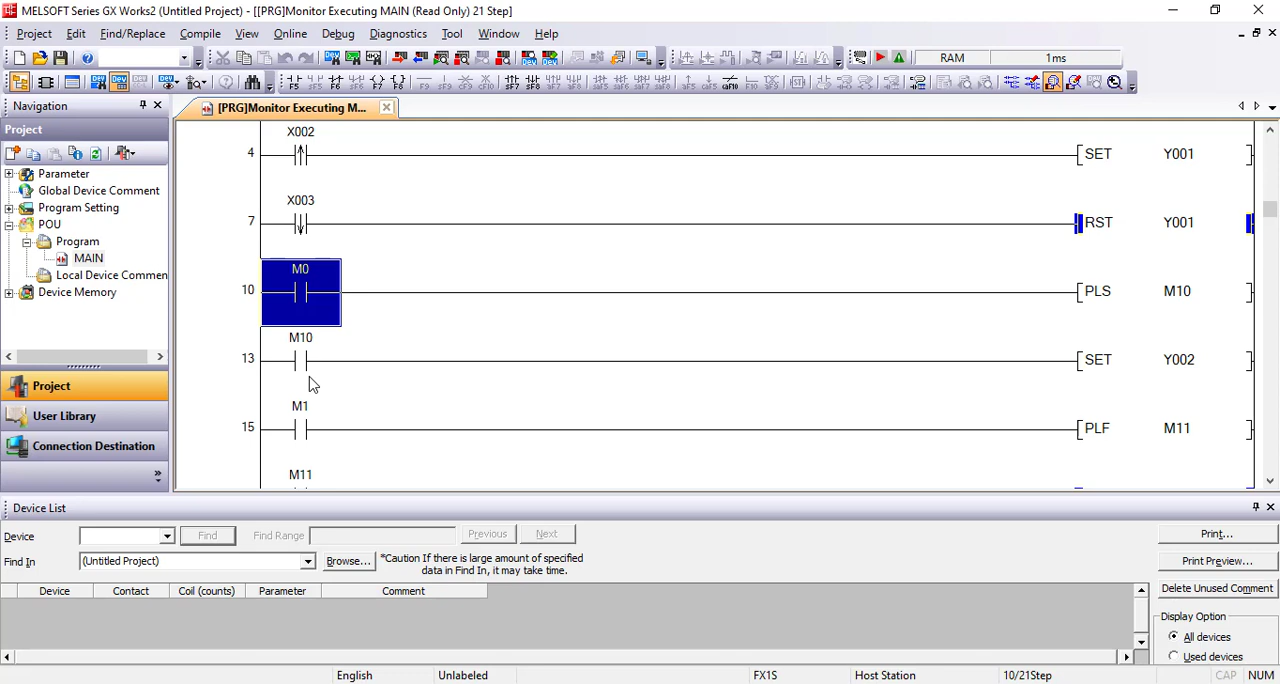 MELSOFT Series GX Works2 (Untitled Project) - [[PRG]Monitor Executing MAIN (Read Only) 21 Step]
Project Edit Find/Replace Compile View Online Debug Diagnostics Tool Window Help
RAM 1ms
Navigation
[PRG]Monitor Executing M...
Project
Parameter
Global Device Comment
Program Setting
POU
Program
MAIN
Local Device Commen
Device Memory
Project
User Library
Connection Destination
X002
4 SET Y001
X003
7 RST Y001
M0
10 PLS M10
M10
13 SET Y002
M1
15 PLF M11
M11
Device List
Device Find Find Range Previous Next Print...
Find In (Untitled Project) Browse... *Caution If there is large amount of specified
data in Find In, it may take time.
Print Preview...
Device Contact Coil (counts) Parameter Comment
Delete Unused Comment
Display Option
All devices
Used devices
English Unlabeled FX1S Host Station 10/21Step CAP NUM